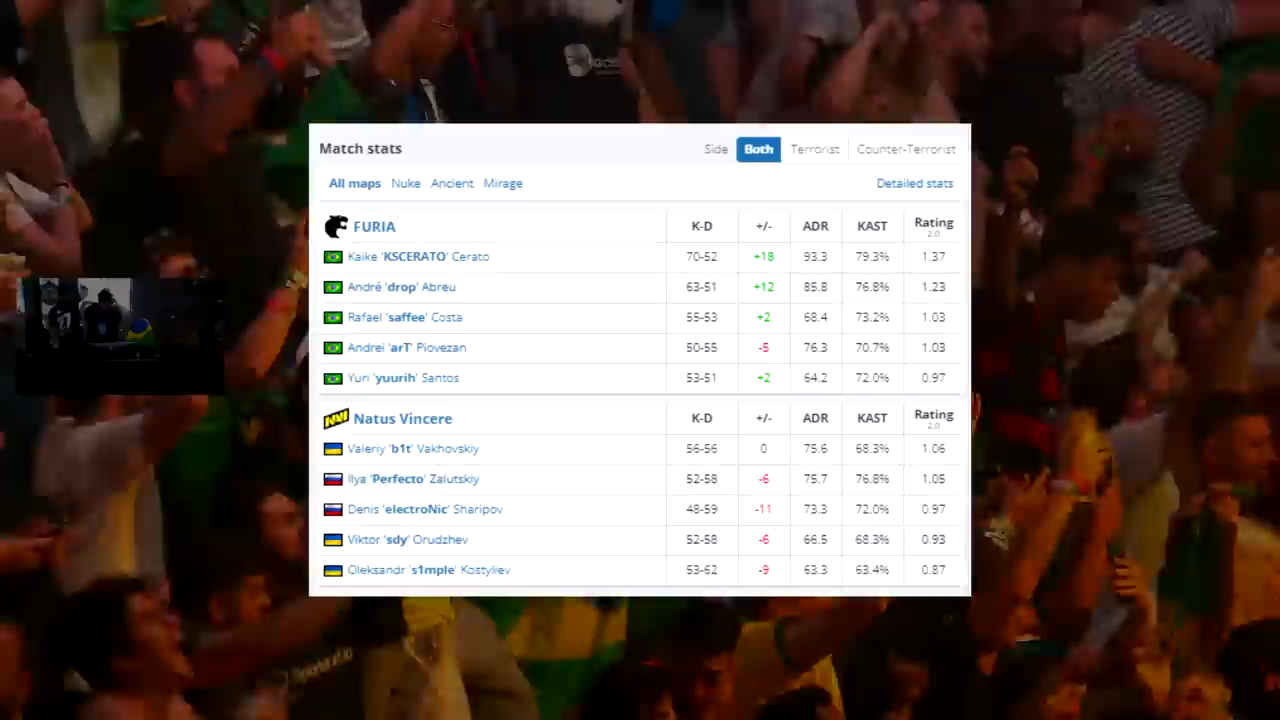 Match stats Side Both Terrorist Counter-Terrorist
All maps Nuke Ancient Mirage Detailed stats
FURIA K-D +/- ADR KAST Rating 2.0
Kaike 'KSCERATO' Cerato 70-52 +18 93.3 79.3% 1.37
André 'drop' Abreu 63-51 +12 85.8 76.8% 1.23
Rafael 'saffee' Costa 55-53 +2 68.4 73.2% 1.03
Andrei 'arT' Piovezan 50-55 -5 76.3 70.7% 1.03
Yuri 'yuurih' Santos 53-51 +2 64.2 72.0% 0.97
Natus Vincere K-D +/- ADR KAST Rating 2.0
Valeriy 'b1t' Vakhovskiy 56-56 0 75.6 68.3% 1.06
Ilya 'Perfecto' Zalutskiy 52-58 -6 75.7 76.8% 1.05
Denis 'electroNic' Sharipov 48-59 -11 73.3 72.0% 0.97
Viktor 'sdy' Orudzhev 52-58 -6 66.5 68.3% 0.93
Oleksandr 's1mple' Kostyliev 53-62 -9 63.3 63.4% 0.87